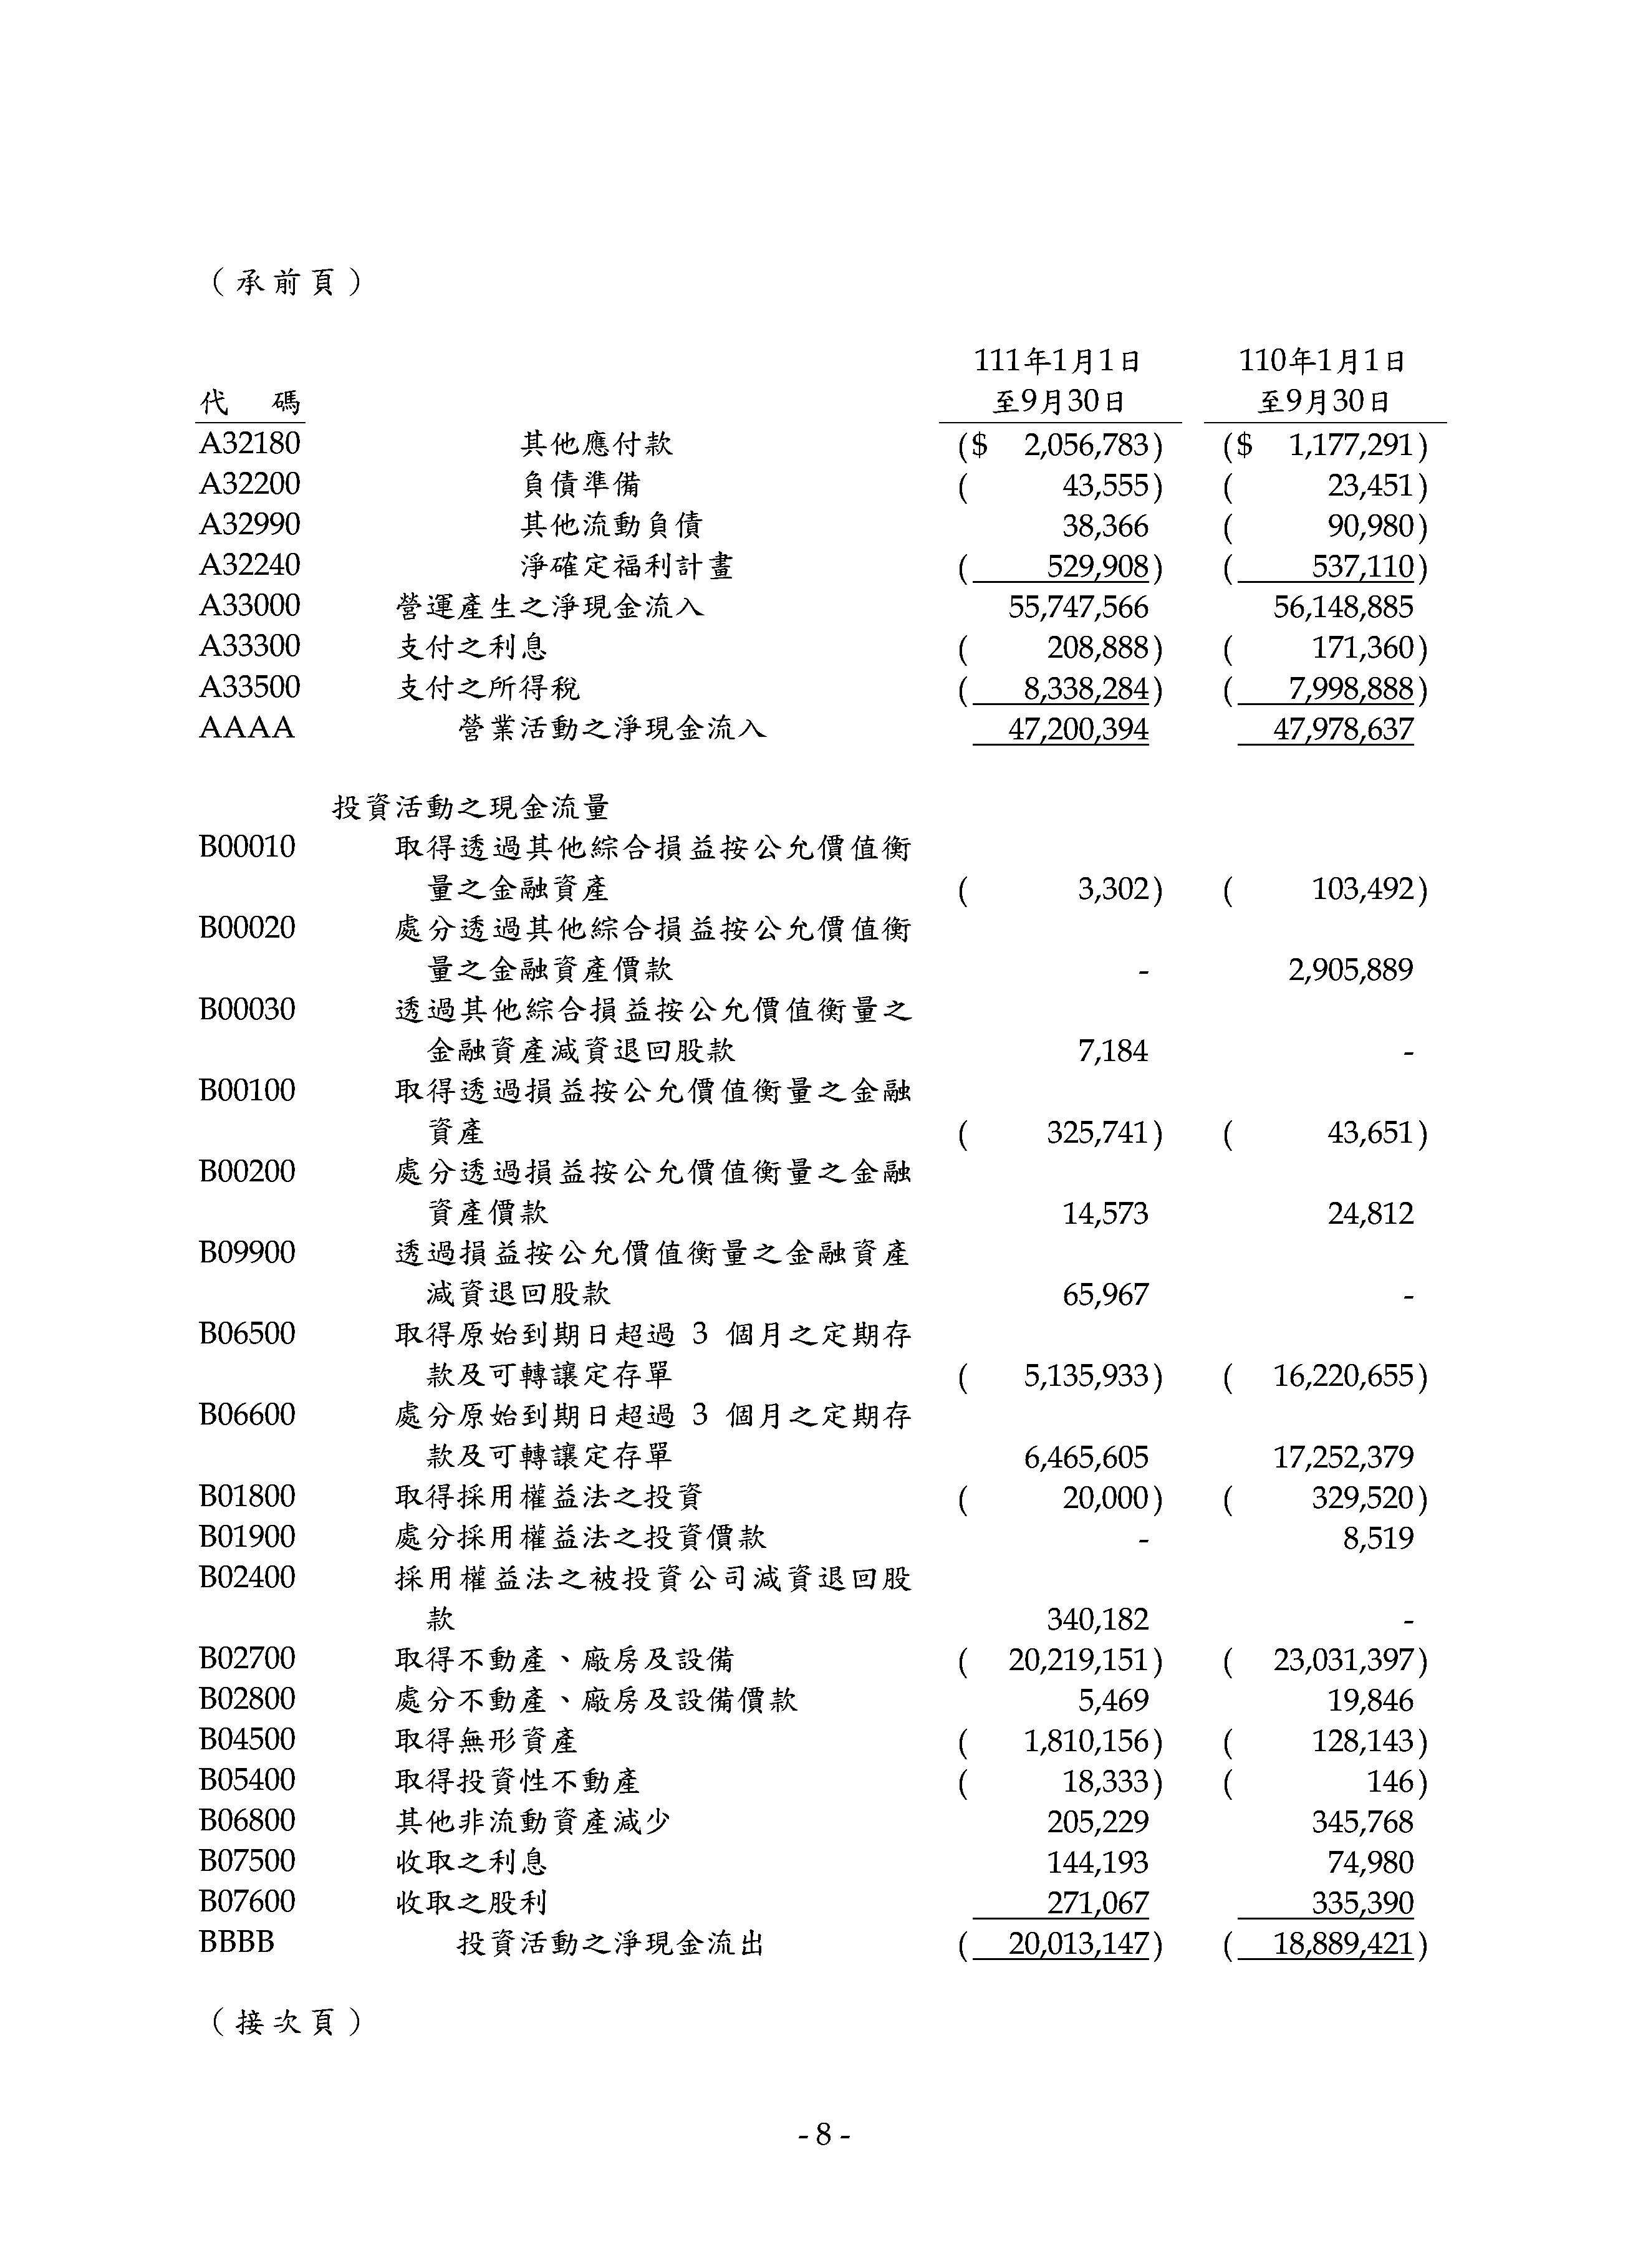 （承前頁）
111年1月1日 110年1月1日
代 碼 至9月30日 至9月30日
A32180 其他應付款 ($ 2,056,783) ($ 1,177,291)
A32200 負債準備 ( 43,555) ( 23,451)
A32990 其他流動負債 38,366 ( 90,980)
A32240 淨確定福利計畫 ( 529,908) ( 537,110)
A33000 營運產生之淨現金流入 55,747,566 56,148,885
A33300 支付之利息 ( 208,888) ( 171,360)
A33500 支付之所得稅 ( 8,338,284) ( 7,998,888)
AAAA 營業活動之淨現金流入 47,200,394 47,978,637
投資活動之現金流量
B00010 取得透過其他綜合損益按公允價值衡
量之金融資產 ( 3,302) ( 103,492)
B00020 處分透過其他綜合損益按公允價值衡
量之金融資產價款 - 2,905,889
B00030 透過其他綜合損益按公允價值衡量之
金融資產減資退回股款 7,184 -
B00100 取得透過損益按公允價值衡量之金融
資產 ( 325,741) ( 43,651)
B00200 處分透過損益按公允價值衡量之金融
資產價款 14,573 24,812
B09900 透過損益按公允價值衡量之金融資產
減資退回股款 65,967 -
B06500 取得原始到期日超過 3 個月之定期存
款及可轉讓定存單 ( 5,135,933) ( 16,220,655)
B06600 處分原始到期日超過 3 個月之定期存
款及可轉讓定存單 6,465,605 17,252,379
B01800 取得採用權益法之投資 ( 20,000) ( 329,520)
B01900 處分採用權益法之投資價款 - 8,519
B02400 採用權益法之被投資公司減資退回股
款 340,182 -
B02700 取得不動產、廠房及設備 ( 20,219,151) ( 23,031,397)
B02800 處分不動產、廠房及設備價款 5,469 19,846
B04500 取得無形資產 ( 1,810,156) ( 128,143)
B05400 取得投資性不動產 ( 18,333) ( 146)
B06800 其他非流動資產減少 205,229 345,768
B07500 收取之利息 144,193 74,980
B07600 收取之股利 271,067 335,390
BBBB 投資活動之淨現金流出 ( 20,013,147) ( 18,889,421)
（接次頁）
- 8 -